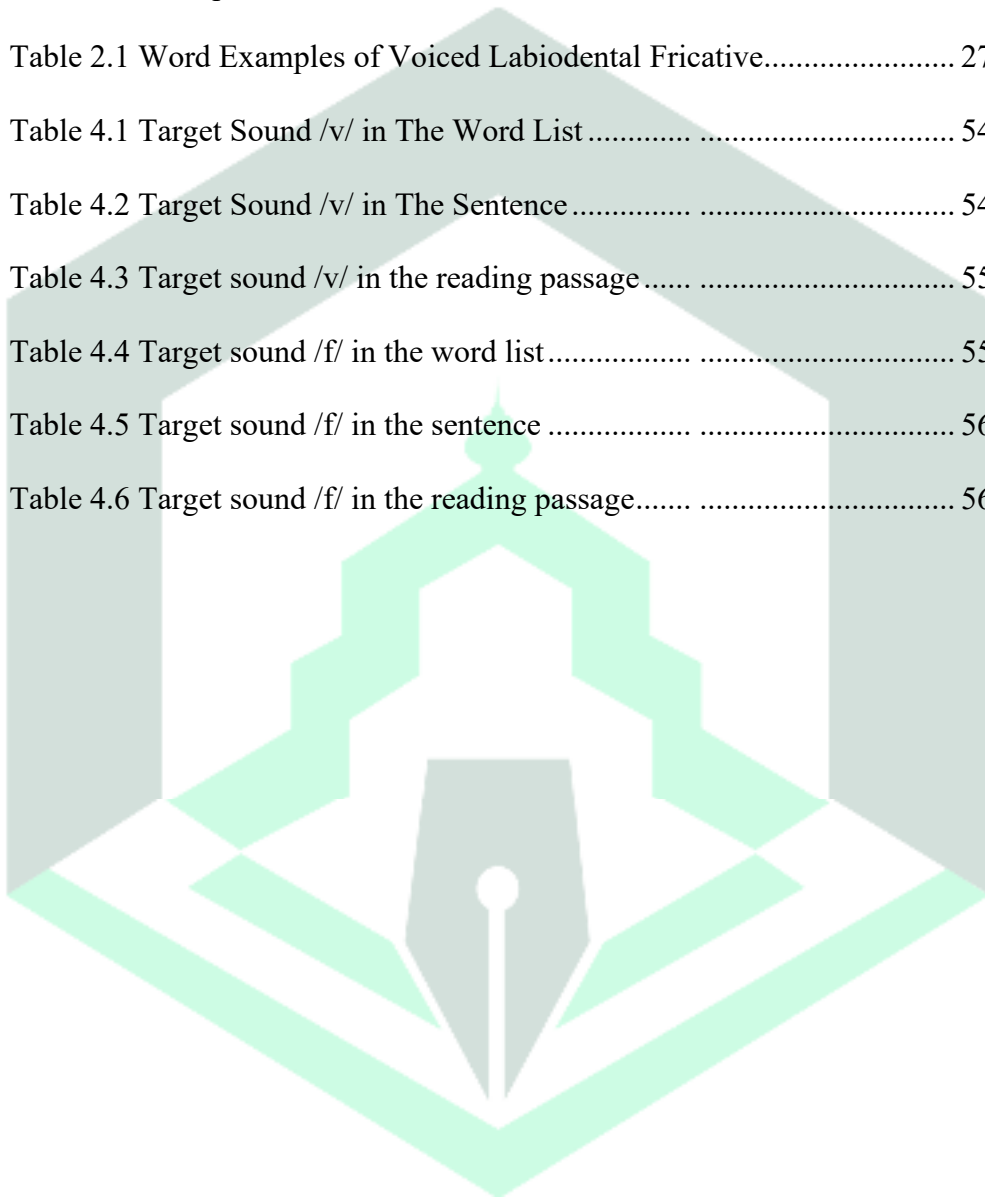 Table 2.1 Word Examples of Voiced Labiodental Fricative........................ 27
Table 4.1 Target Sound /v/ in The Word List ............. ................................ 54
Table 4.2 Target Sound /v/ in The Sentence ............... ................................ 54
Table 4.3 Target sound /v/ in the reading passage ...... ................................ 55
Table 4.4 Target sound /f/ in the word list .................. ................................ 55
Table 4.5 Target sound /f/ in the sentence .................. ................................ 56
Table 4.6 Target sound /f/ in the reading passage....... ................................ 56